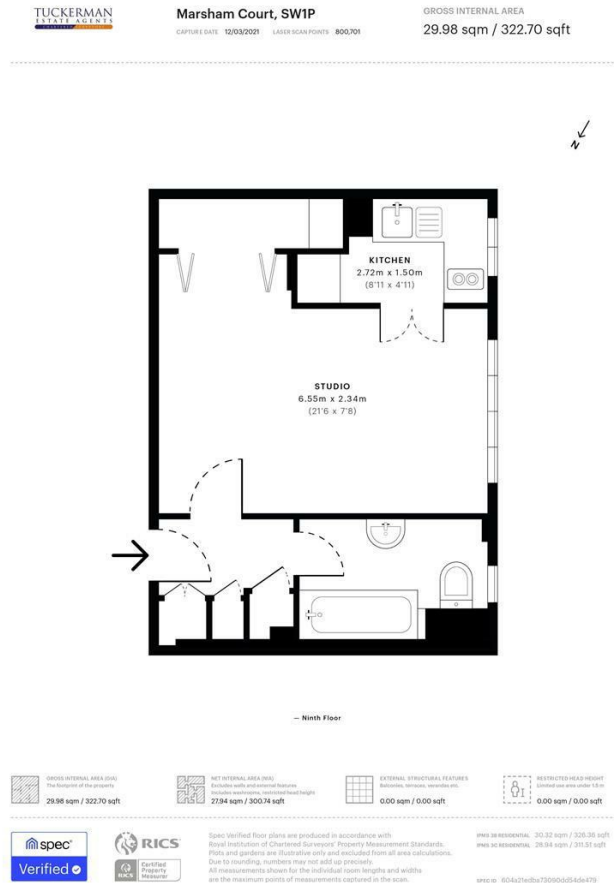 TUCKERMAN
ESTATE AGENTS
Marsham Court, SW1P
CAPTURE DATE 12/03/2021 LASER SCAN POINTS 800,701
GROSS INTERNAL AREA
29.98 sqm / 322.70 sqft
N
KITCHEN
2.72m x 1.50m
(8'11 x 4'11)
STUDIO
6.55m x 2.34m
(21'6 x 7'8)
— Ninth Floor
GROSS INTERNAL AREA (GIA)
The footprint of the property
29.98 sqm / 322.70 sqft
NET INTERNAL AREA (NIA)
Excludes walls and external features
Includes washrooms, restricted head height
27.94 sqm / 300.74 sqft
EXTERNAL STRUCTURAL FEATURES
Balconies, terraces, verandas etc.
0.00 sqm / 0.00 sqft
RESTRICTED HEAD HEIGHT
Limited use area under 1.5 m
0.00 sqm / 0.00 sqft
spec
Verified
RICS
RICS
Certified
Property
Measurer
Spec Verified floor plans are produced in accordance with
Royal Institution of Chartered Surveyors' Property Measurement Standards.
Plots and gardens are illustrative only and excluded from all area calculations.
Due to rounding, numbers may not add up precisely.
All measurements shown for the individual room lengths and widths
are the maximum points of measurements captured in the scan.
IPMS 3B RESIDENTIAL 30.32 sqm / 326.36 sqft
IPMS 3C RESIDENTIAL 28.94 sqm / 311.51 sqft
SPEC ID